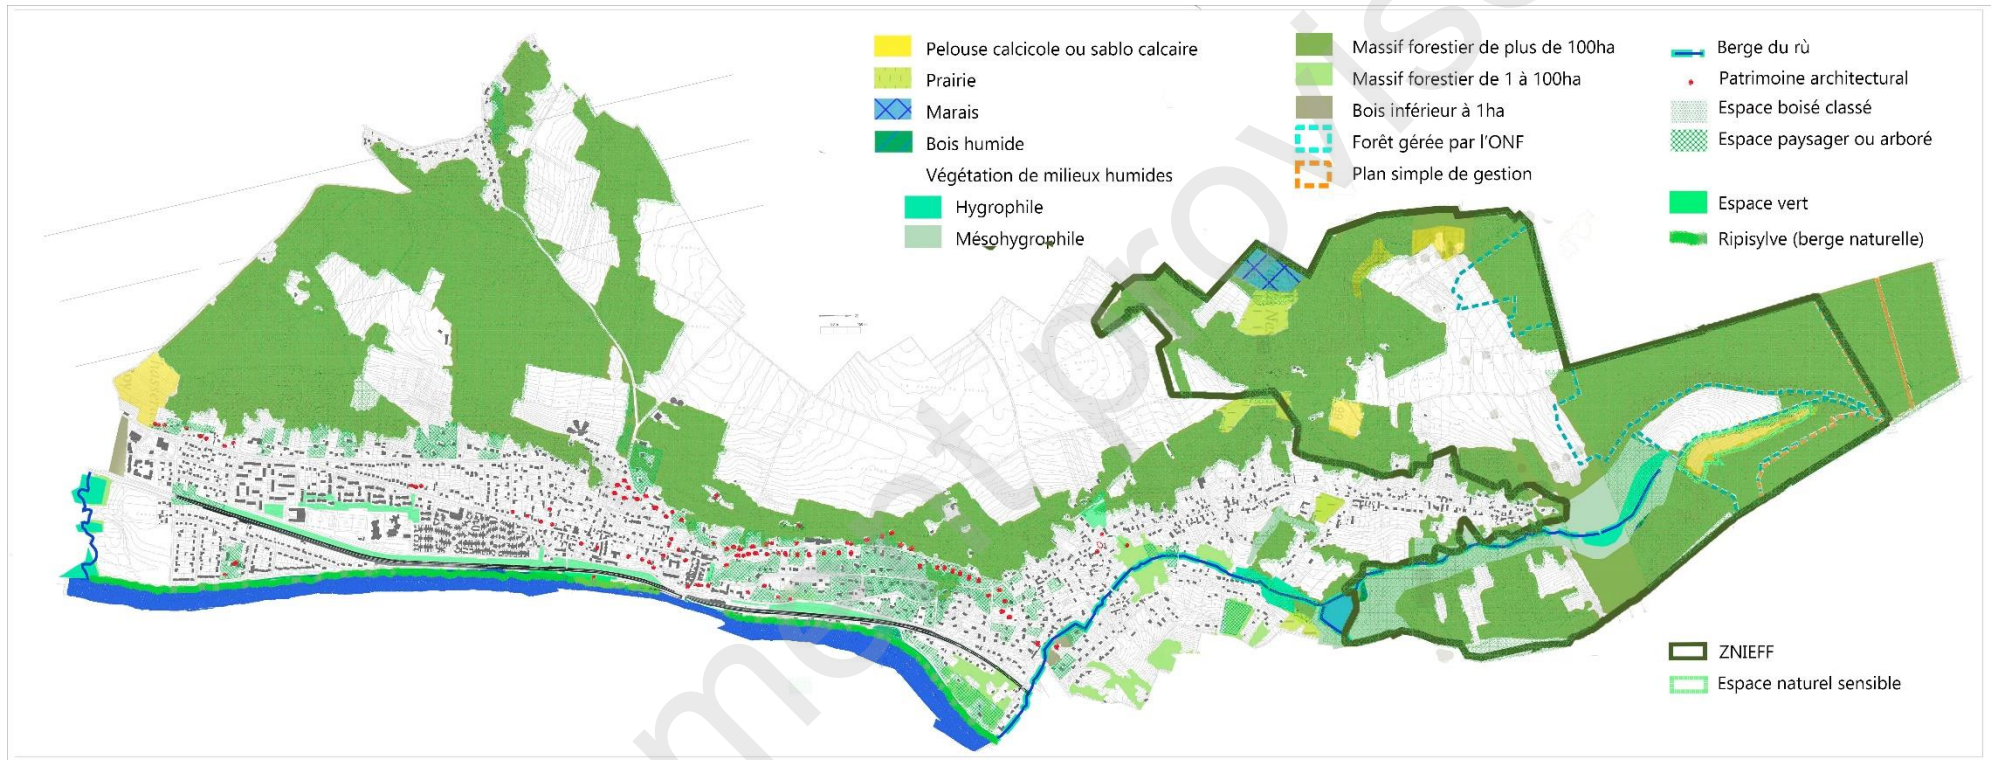 Pelouse calcicole ou sablo calcaire
Prairie
Marais
Bois humide
Végétation de milieux humides
Hygrophile
Mésohygrophile
Massif forestier de plus de 100ha
Massif forestier de 1 à 100ha
Bois inférieur à 1ha
Forêt gérée par l'ONF
Plan simple de gestion
Berge du rù
Patrimoine architectural
Espace boisé classé
Espace paysager ou arboré
Espace vert
Ripisylve (berge naturelle)
ZNIEFF
Espace naturel sensible
ment provis